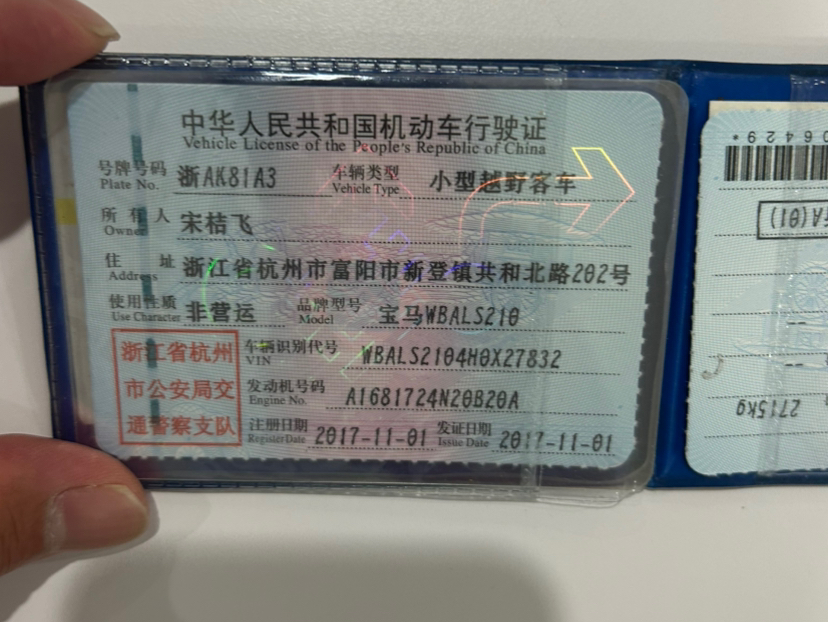 中华人民共和国机动车行驶证
Vehicle License of the People's Republic of China
号牌号码 浙AK81A3 车辆类型 小型越野客车
Plate No. Vehicle Type
所有人 宋桔飞
Owner
住址 浙江省杭州市富阳市新登镇共和北路202号
Address
使用性质 非营运 品牌型号 宝马WBALS210
Use Character Model
浙江省杭州
市公安局交
通警察支队
车辆识别代号 WBALS2104H0X27832
VIN
发动机号码 A1681724N20B20A
Engine No.
注册日期 2017-11-01 发证日期 2017-11-01
Register Date Issue Date
06429*
A(01)
2715kg